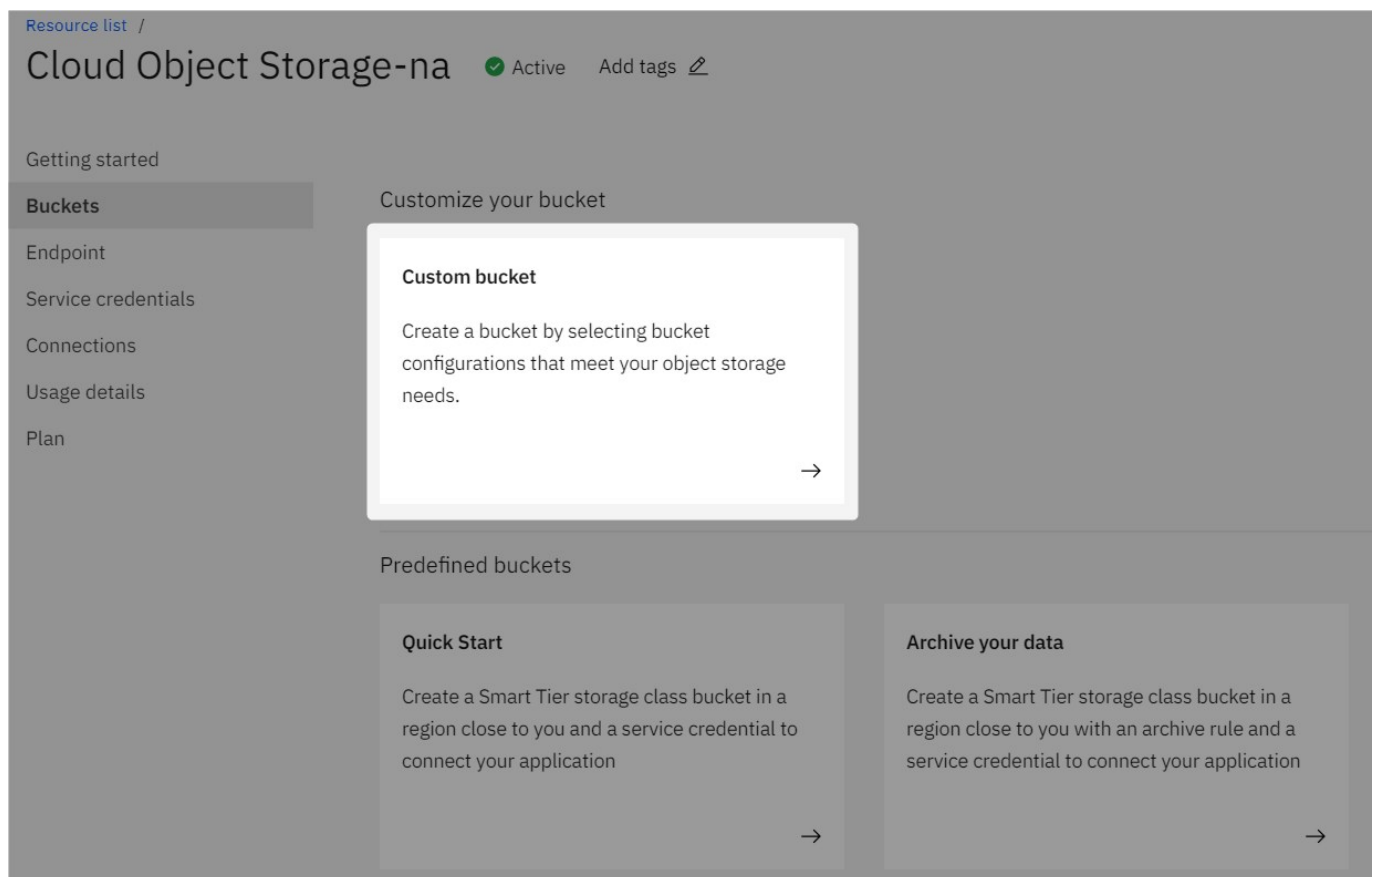 Resource list /
Cloud Object Storage-na Active Add tags
Getting started
Buckets
Endpoint
Service credentials
Connections
Usage details
Plan
Customize your bucket
Custom bucket
Create a bucket by selecting bucket
configurations that meet your object storage
needs.
Predefined buckets
Quick Start
Create a Smart Tier storage class bucket in a
region close to you and a service credential to
connect your application
Archive your data
Create a Smart Tier storage class bucket in a
region close to you with an archive rule and a
service credential to connect your application